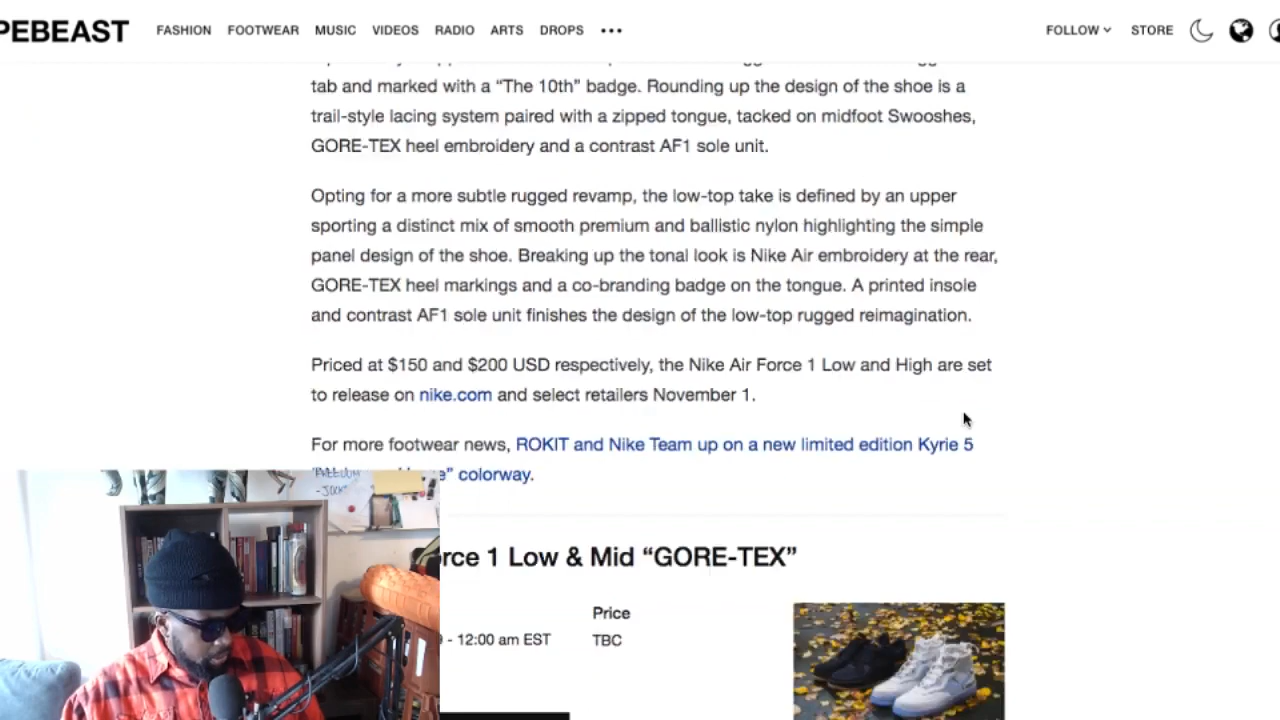 PEBEAST FASHION FOOTWEAR MUSIC VIDEOS RADIO ARTS DROPS ••• FOLLOW STORE
tab and marked with a “The 10th” badge. Rounding up the design of the shoe is a
trail-style lacing system paired with a zipped tongue, tacked on midfoot Swooshes,
GORE-TEX heel embroidery and a contrast AF1 sole unit.
Opting for a more subtle rugged revamp, the low-top take is defined by an upper
sporting a distinct mix of smooth premium and ballistic nylon highlighting the simple
panel design of the shoe. Breaking up the tonal look is Nike Air embroidery at the rear,
GORE-TEX heel markings and a co-branding badge on the tongue. A printed insole
and contrast AF1 sole unit finishes the design of the low-top rugged reimagination.
Priced at $150 and $200 USD respectively, the Nike Air Force 1 Low and High are set
to release on nike.com and select retailers November 1.
For more footwear news, ROKIT and Nike Team up on a new limited edition Kyrie 5
e” colorway.
rce 1 Low & Mid “GORE-TEX”
Price
- 12:00 am EST
TBC